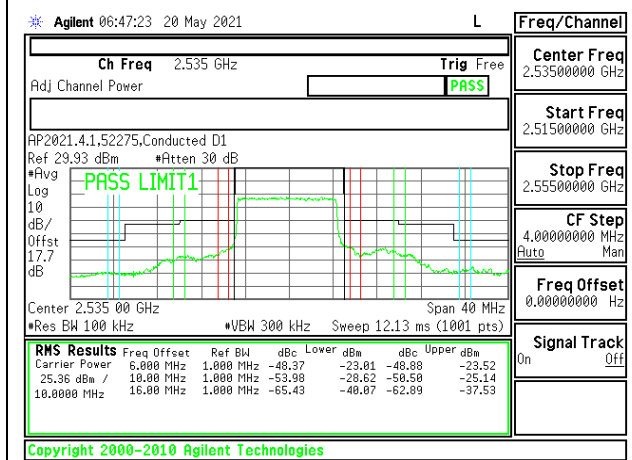 Agilent 06:47:23 20 May 2021 L
Freq/Channel
Ch Freq 2.535 GHz Trig Free
Adj Channel Power PASS
Center Freq
2.53500000 GHz
Start Freq
2.51500000 GHz
Stop Freq
2.55500000 GHz
CF Step
4.00000000 MHz
Auto Man
Freq Offset
0.00000000 Hz
Signal Track
On Off
AP2021.4.1,52275,Conducted D1
Ref 29.93 dBm #Atten 30 dB
#Avg
Log
10
dB/
Offst
17.7
dB
PASS LIMIT1
Center 2.535 00 GHz Span 40 MHz
#Res BW 100 kHz #VBW 300 kHz Sweep 12.13 ms (1001 pts)
RMS Results Freq Offset Ref BW dBc Lower dBm dBc Upper dBm
Carrier Power 6.000 MHz 1.000 MHz -48.37 -23.01 -48.88 -23.52
25.36 dBm / 10.00 MHz 1.000 MHz -53.98 -28.62 -50.50 -25.14
10.0000 MHz 16.00 MHz 1.000 MHz -65.43 -40.07 -62.89 -37.53
Copyright 2000-2010 Agilent Technologies